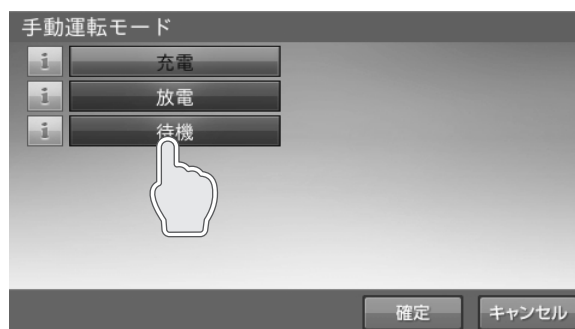 手動運転モード
i 充電
i 放電
i 待機
確定 キャンセル